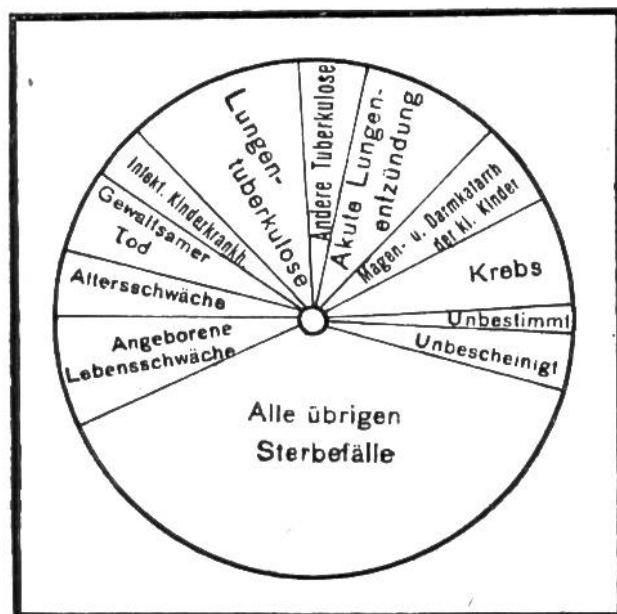 Lungen-
tuberkulose
Andere Tuberkulose
Akute Lungen-
entzündung
Magen- u. Darmkatarrh
der kl. Kinder
Krebs
Unbestimmt
Unbescheinigt
Alle übrigen
Sterbefälle
Angeborene
Lebensschwäche
Altersschwäche
Gewaltsamer
Tod
Infekt. Kinderkrankh.